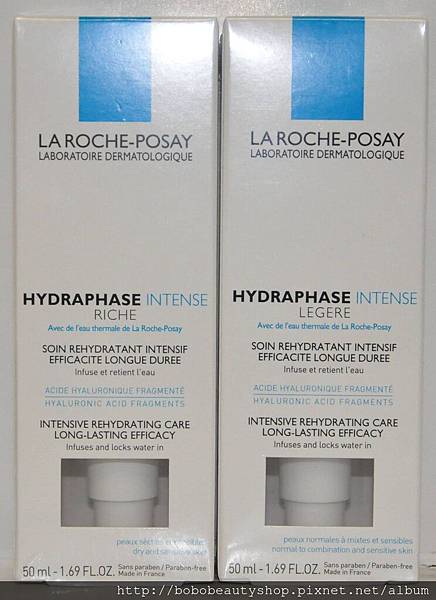 LA ROCHE-POSAY
LABORATOIRE DERMATOLOGIQUE
HYDRAPHASE INTENSE
RICHE
Avec de l'eau thermale de La Roche-Posay
SOIN REHYDRATANT INTENSIF
EFFICACITE LONGUE DUREE
Infuse et retient l'eau
ACIDE HYALURONIQUE FRAGMENTÉ
HYALURONIC ACID FRAGMENTS
INTENSIVE REHYDRATING CARE
LONG-LASTING EFFICACY
Infuses and locks water in
peaux sèches et sensibles
dry and sensitive skin
50 ml - 1.69 FL.OZ. Sans paraben / Paraben-free
Made in France
LA ROCHE-POSAY
LABORATOIRE DERMATOLOGIQUE
HYDRAPHASE INTENSE
LEGERE
Avec de l'eau thermale de La Roche-Posay
SOIN REHYDRATANT INTENSIF
EFFICACITE LONGUE DUREE
Infuse et retient l'eau
ACIDE HYALURONIQUE FRAGMENTÉ
HYALURONIC ACID FRAGMENTS
INTENSIVE REHYDRATING CARE
LONG-LASTING EFFICACY
Infuses and locks water in
peaux normales à mixtes et sensibles
normal to combination and sensitive skin
50 ml - 1.69 FL.OZ. Sans paraben / Paraben-free
Made in France
http://bobobeautyshop.pixnet.net/album